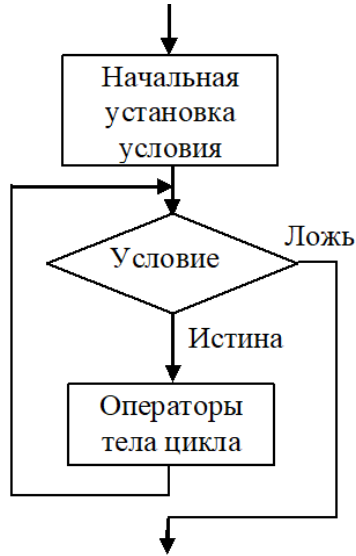 Начальная
установка
условия
Условие
Ложь
Истина
Операторы
тела цикла